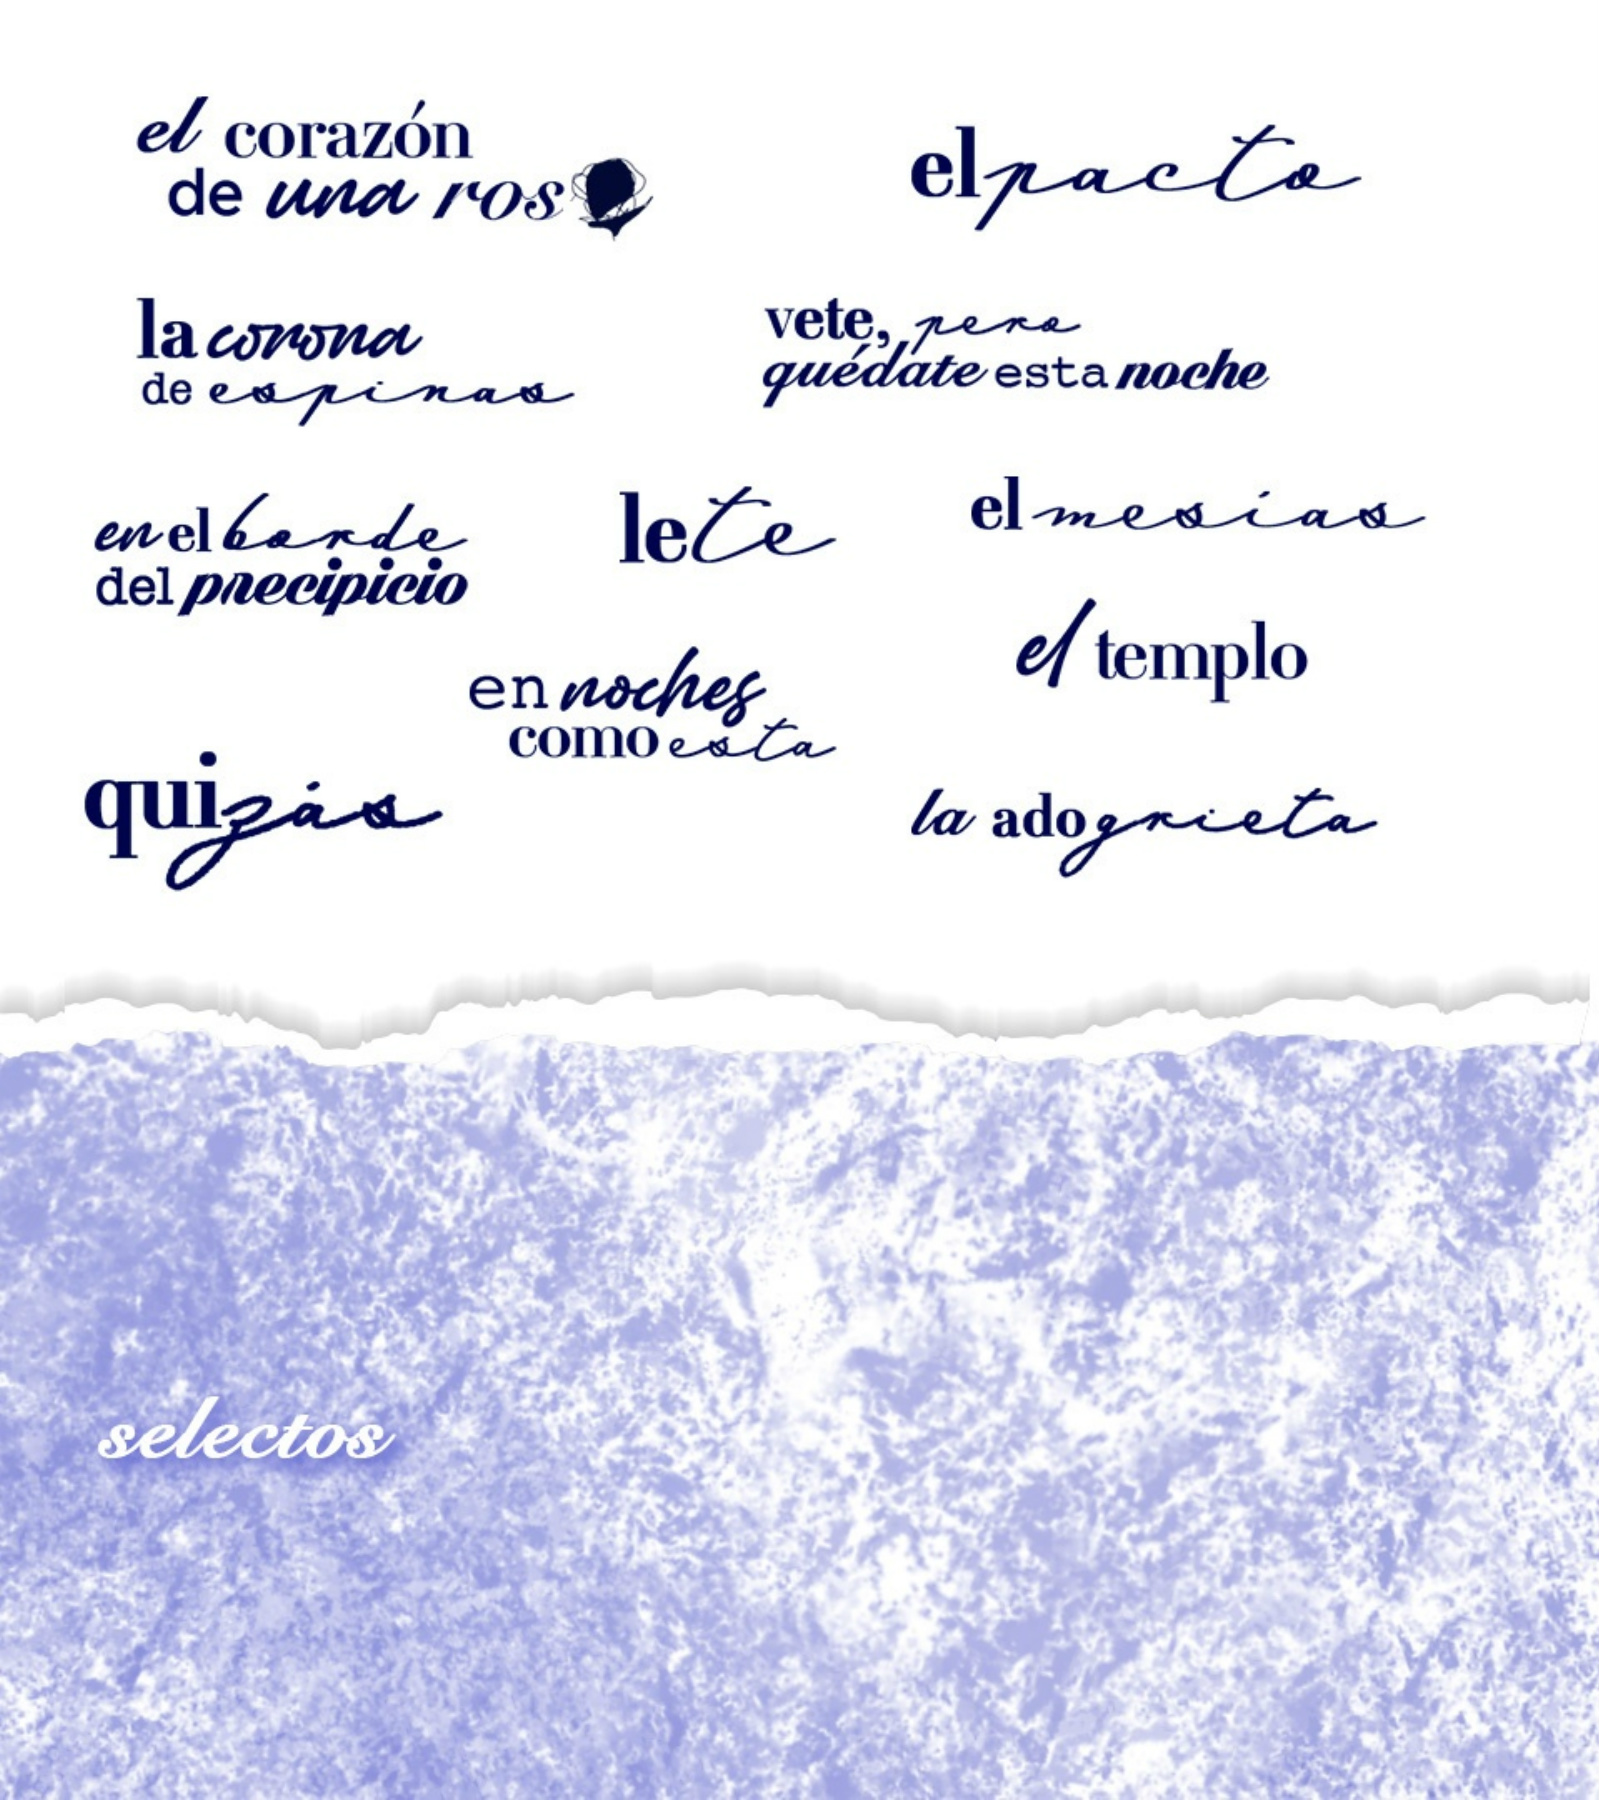 el corazón
de una ros
el pacto
la corona
de espinas
vete, pero
quédate esta noche
en el borde
del precipicio
lete
el mesías
el templo
en noches
como esta
quizás
la adogrieta
selectos